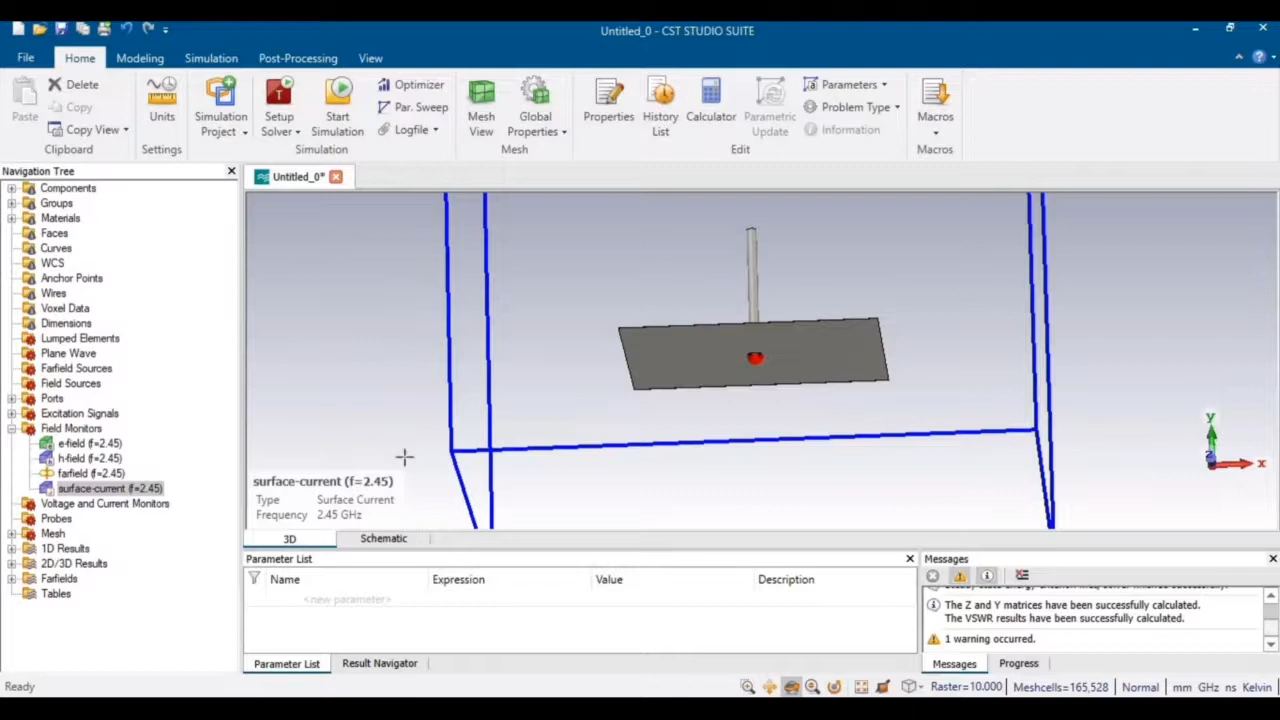 Untitled_0 - CST STUDIO SUITE
File Home Modeling Simulation Post-Processing View
Paste
Delete
Copy
Copy View
Clipboard
Units
Settings
Simulation
Project
Setup
Solver
Start
Simulation
Optimizer
Par. Sweep
Logfile
Simulation
Mesh
View
Global
Properties
Mesh
Properties
History
List
Calculator
Parametric
Update
Parameters
Problem Type
Information
Edit
Macros
Macros
Navigation Tree
Components
Groups
Materials
Faces
Curves
WCS
Anchor Points
Wires
Voxel Data
Dimensions
Lumped Elements
Plane Wave
Farfield Sources
Field Sources
Ports
Excitation Signals
Field Monitors
e-field (f=2.45)
h-field (f=2.45)
farfield (f=2.45)
surface-current (f=2.45)
Voltage and Current Monitors
Probes
Mesh
1D Results
2D/3D Results
Farfields
Tables
Untitled_0*
y
x
surface-current (f=2.45)
Type Surface Current
Frequency 2.45 GHz
3D Schematic
Parameter List
Name Expression Value Description
<new parameter>
Parameter List Result Navigator
Messages
The Z and Y matrices have been successfully calculated.
The VSWR results have been successfully calculated.
1 warning occurred.
Messages Progress
Ready
Raster=10.000 Meshcells=165,528 Normal mm GHz ns Kelvin